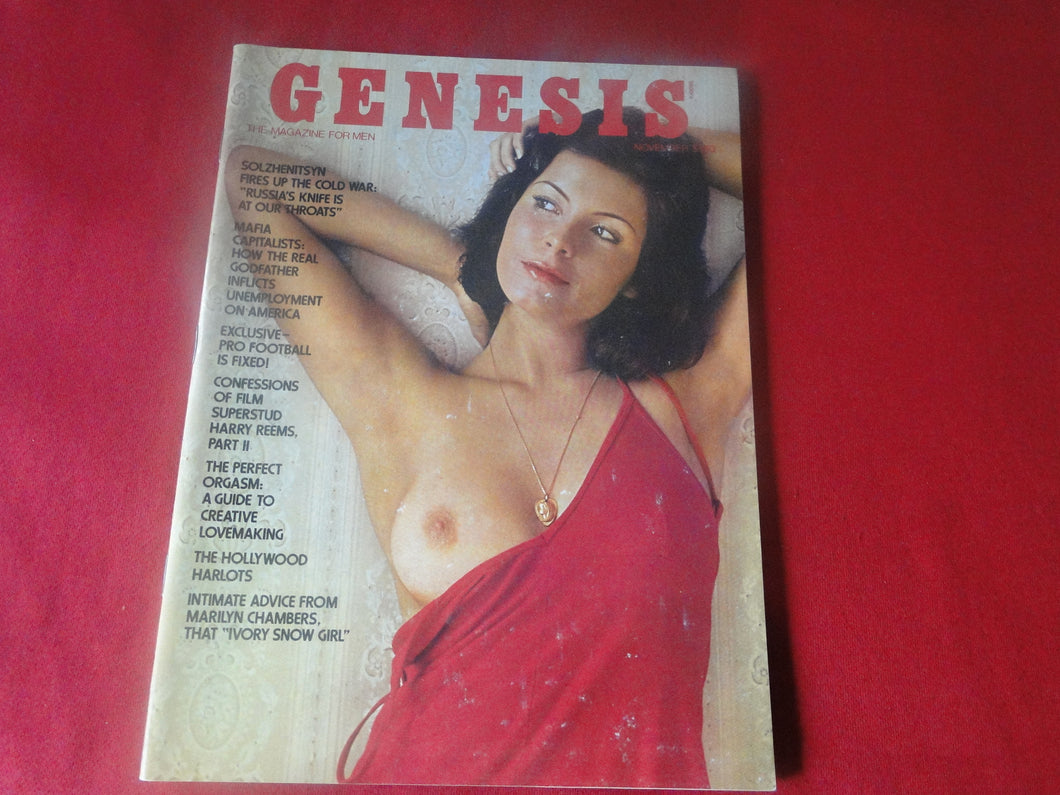 GENESIS
THE MAGAZINE FOR MEN
NOVEMBER
SOLZHENITSYN
FIRES UP THE COLD WAR:
"RUSSIA'S KNIFE IS
AT OUR THROATS"
MAFIA
CAPITALISTS:
HOW THE REAL
GODFATHER
INFLICTS
UNEMPLOYMENT
ON AMERICA
EXCLUSIVE—
PRO FOOTBALL
IS FIXED!
CONFESSIONS
OF FILM
SUPERSTUD
HARRY REEMS,
PART II
THE PERFECT
ORGASM:
A GUIDE TO
CREATIVE
LOVEMAKING
THE HOLLYWOOD
HARLOTS
INTIMATE ADVICE FROM
MARILYN CHAMBERS,
THAT "IVORY SNOW GIRL"